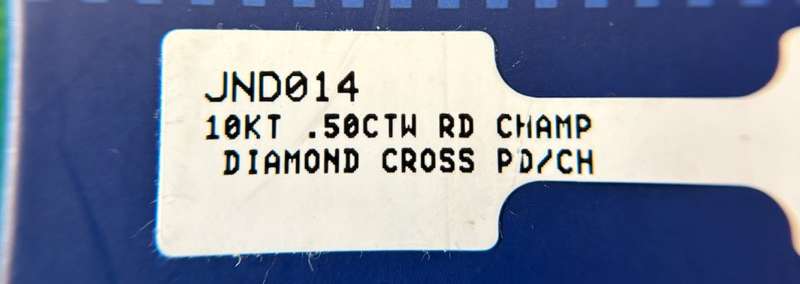 JND014
10KT .50CTW RD CHAMP
DIAMOND CROSS PD/CH